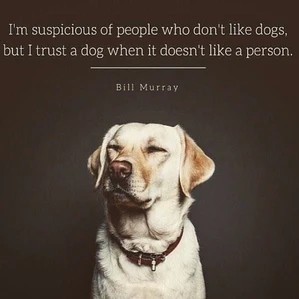 I'm suspicious of people who don't like dogs,
but I trust a dog when it doesn't like a person.
Bill Murray